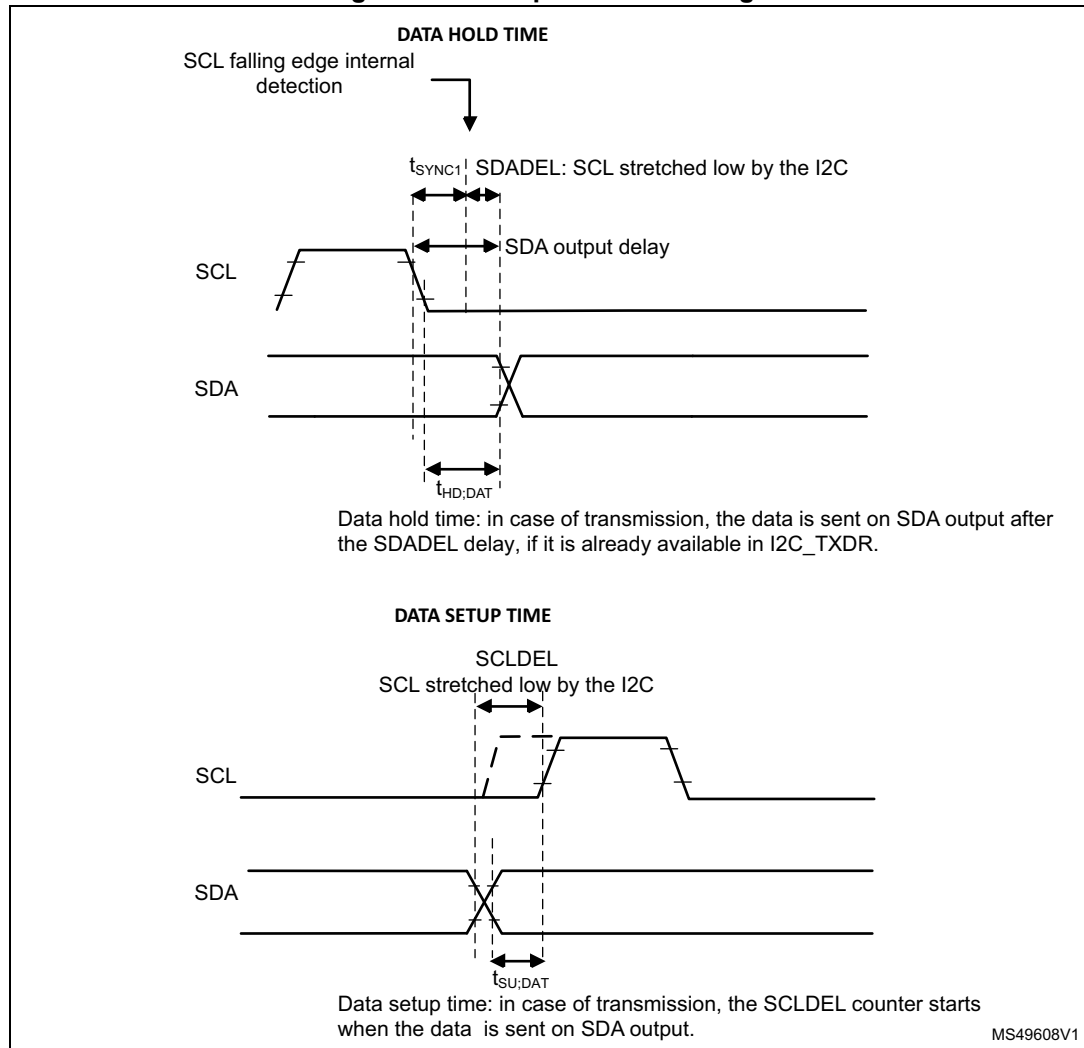 DATA HOLD TIME
SCL falling edge internal
detection
tSYNC1
SDADEL: SCL stretched low by the I2C
SDA output delay
SCL
SDA
tHD;DAT
Data hold time: in case of transmission, the data is sent on SDA output after
the SDADEL delay, if it is already available in I2C_TXDR.
DATA SETUP TIME
SCLDEL
SCL stretched low by the I2C
SCL
SDA
tSU;DAT
Data setup time: in case of transmission, the SCLDEL counter starts
when the data is sent on SDA output.
MS49608V1